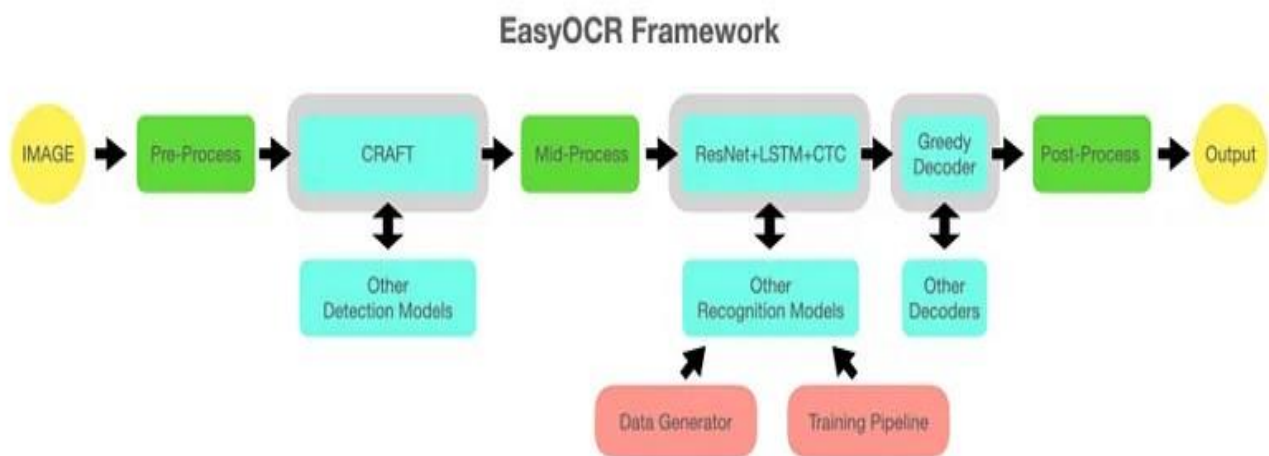 EasyOCR Framework
IMAGE
Pre-Process
CRAFT
Mid-Process
ResNet+LSTM+CTC
Greedy
Decoder
Post-Process
Output
Other
Detection Models
Other
Recognition Models
Other
Decoders
Data Generator
Training Pipeline